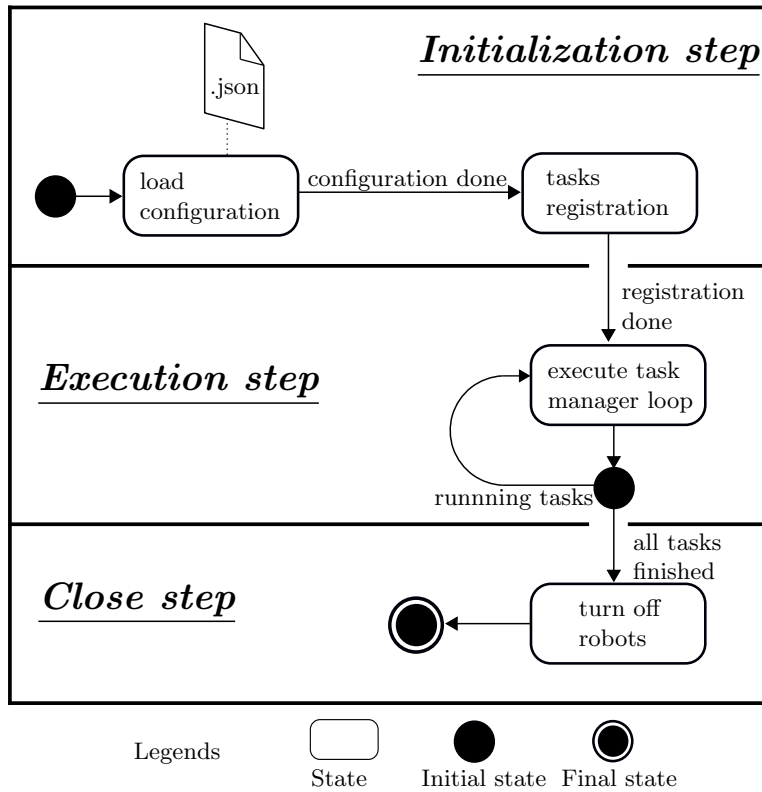 Initialization step
.json
load
configuration
configuration done
tasks
registration
registration
done
Execution step
execute task
manager loop
runnning tasks
all tasks
finished
Close step
turn off
robots
Legends
State
Initial state
Final state